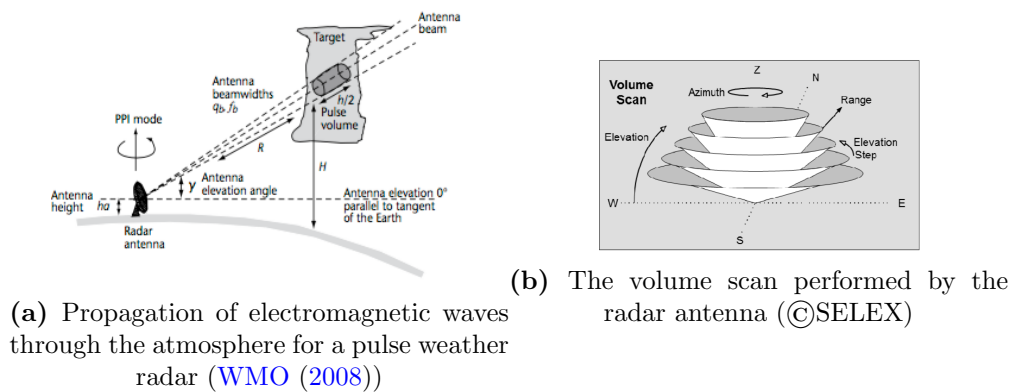 Antenna
beam
Target
Antenna
beamwidths
qb, fb
h/2
Pulse
volume
PPI mode
R
H
Antenna
elevation angle
γ
Antenna
height
ha
Antenna elevation 0°
parallel to tangent
of the Earth
Radar
antenna
(a) Propagation of electromagnetic waves
through the atmosphere for a pulse weather
radar (WMO (2008))
Z
N
Volume
Scan
Azimuth
Range
Elevation
Elevation
Step
W
E
S
(b) The volume scan performed by the
radar antenna (©SELEX)